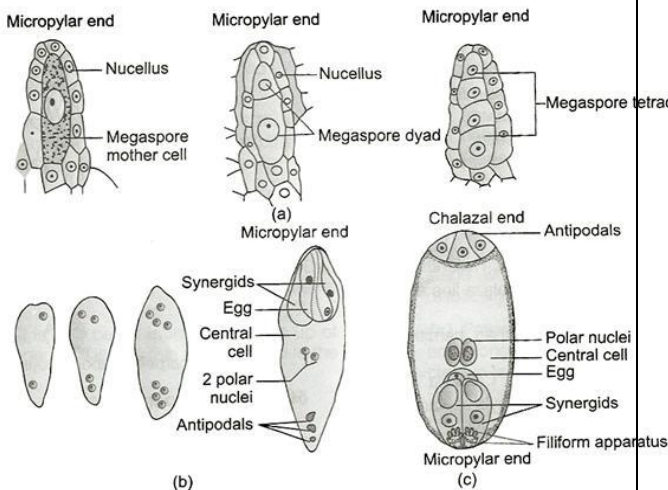 Micropylar end
Micropylar end
Micropylar end
Nucellus
Megaspore
mother cell
Nucellus
Megaspore dyad
Megaspore tetrad
(a)
Micropylar end
Synergids
Egg
Central
cell
2 polar
nuclei
Antipodals
(b)
Chalazal end
Antipodals
Polar nuclei
Central cell
Egg
Synergids
Filiform apparatus
Micropylar end
(c)